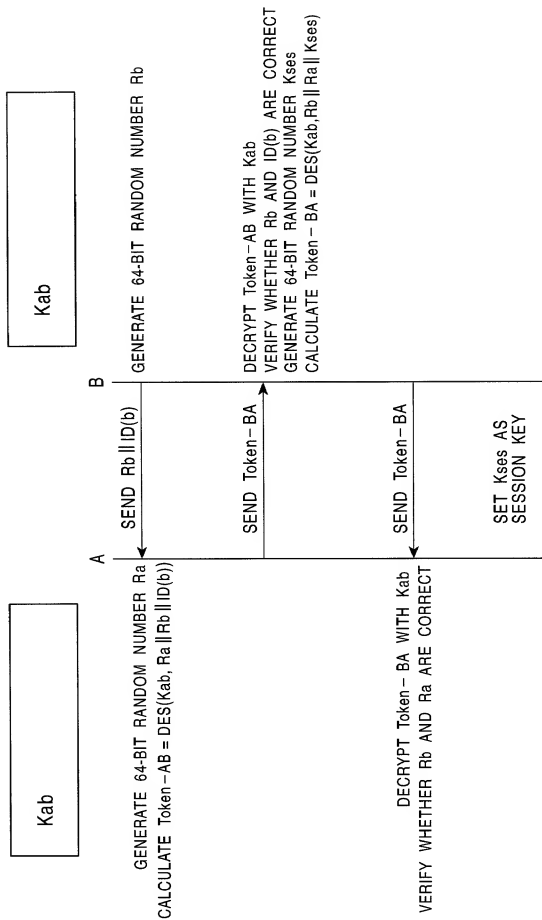 Kab
Kab
A
B
GENERATE 64-BIT RANDOM NUMBER Rb
SEND Rb || ID(b)
GENERATE 64-BIT RANDOM NUMBER Ra
CALCULATE Token-AB = DES(Kab, Ra || Rb || ID(b))
SEND Token-BA
DECRYPT Token-AB WITH Kab
VERIFY WHETHER Rb AND ID(b) ARE CORRECT
GENERATE 64-BIT RANDOM NUMBER Kses
CALCULATE Token-BA = DES(Kab,Rb || Ra || Kses)
SEND Token-BA
DECRYPT Token-BA WITH Kab
VERIFY WHETHER Rb AND Ra ARE CORRECT
SET Kses AS
SESSION KEY